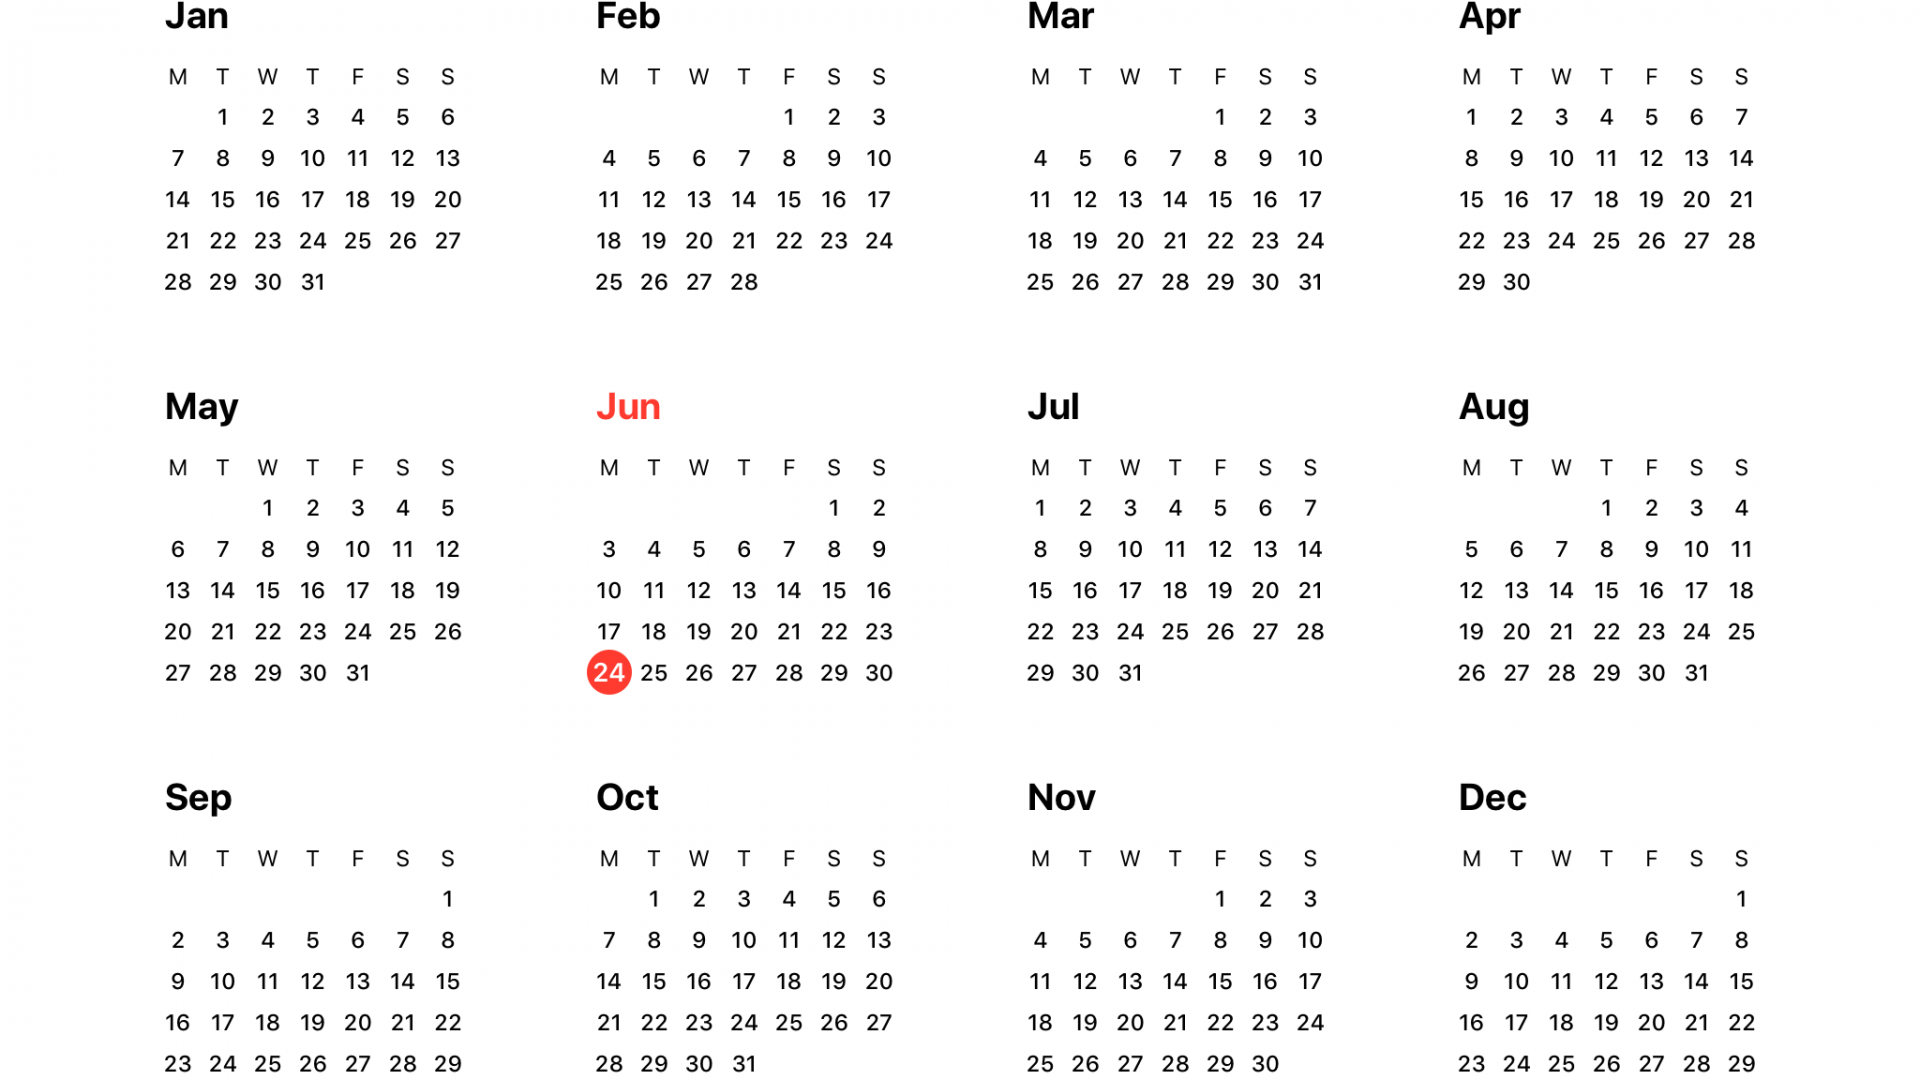 Jan Feb Mar Apr
M T W T F S S M T W T F S S M T W T F S S M T W T F S S
1 2 3 4 5 6 1 2 3 1 2 3 1 2 3 4 5 6 7
7 8 9 10 11 12 13 4 5 6 7 8 9 10 4 5 6 7 8 9 10 8 9 10 11 12 13 14
14 15 16 17 18 19 20 11 12 13 14 15 16 17 11 12 13 14 15 16 17 15 16 17 18 19 20 21
21 22 23 24 25 26 27 18 19 20 21 22 23 24 18 19 20 21 22 23 24 22 23 24 25 26 27 28
28 29 30 31 25 26 27 28 25 26 27 28 29 30 31 29 30
May Jun Jul Aug
M T W T F S S M T W T F S S M T W T F S S M T W T F S S
1 2 3 4 5 1 2 1 2 3 4 5 6 7 1 2 3 4
6 7 8 9 10 11 12 3 4 5 6 7 8 9 8 9 10 11 12 13 14 5 6 7 8 9 10 11
13 14 15 16 17 18 19 10 11 12 13 14 15 16 15 16 17 18 19 20 21 12 13 14 15 16 17 18
20 21 22 23 24 25 26 17 18 19 20 21 22 23 22 23 24 25 26 27 28 19 20 21 22 23 24 25
27 28 29 30 31 24 25 26 27 28 29 30 29 30 31 26 27 28 29 30 31
Sep Oct Nov Dec
M T W T F S S M T W T F S S M T W T F S S M T W T F S S
1 1 2 3 4 5 6 1 2 3 1
2 3 4 5 6 7 8 7 8 9 10 11 12 13 4 5 6 7 8 9 10 2 3 4 5 6 7 8
9 10 11 12 13 14 15 14 15 16 17 18 19 20 11 12 13 14 15 16 17 9 10 11 12 13 14 15
16 17 18 19 20 21 22 21 22 23 24 25 26 27 18 19 20 21 22 23 24 16 17 18 19 20 21 22
23 24 25 26 27 28 29 28 29 30 31 25 26 27 28 29 30 23 24 25 26 27 28 29